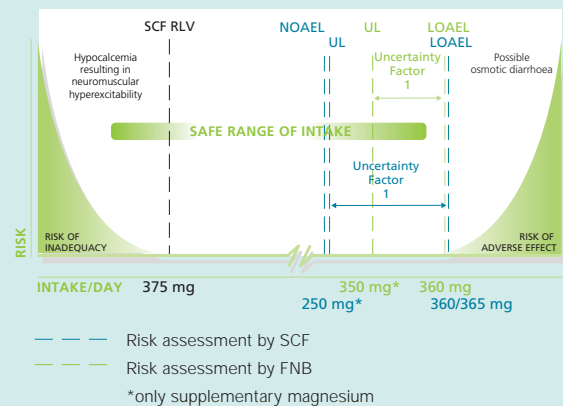 SCF RLV
NOAEL
UL
LOAEL
UL
LOAEL
Hypocalcemia
resulting in
neuromuscular
hyperexcitability
Uncertainty
Factor
1
Possible
osmotic diarrhoea
SAFE RANGE OF INTAKE
Uncertainty
Factor
1
RISK
RISK OF
INADEQUACY
RISK OF
ADVERSE EFFECT
INTAKE/DAY
375 mg
350 mg*
360 mg
250 mg*
360/365 mg
Risk assessment by SCF
Risk assessment by FNB
*only supplementary magnesium